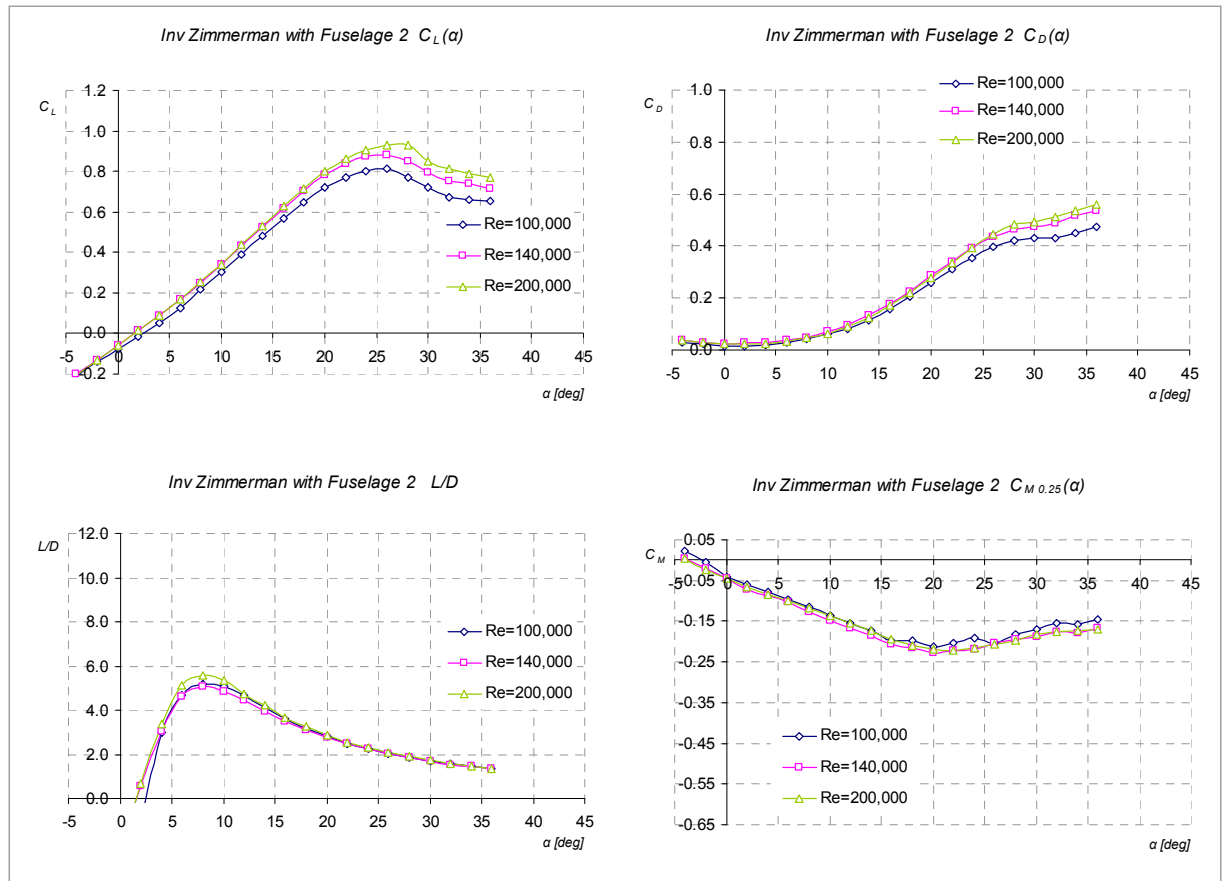 Inv Zimmerman with Fuselage 2 C L (α)
1.2
C L
1.0
0.8
0.6
0.4
0.2
0.0
-0.2
-5 0 5 10 15 20 25 30 35 40 45
α [deg]
Re=100,000
Re=140,000
Re=200,000
Inv Zimmerman with Fuselage 2 C D (α)
Re=100,000
Re=140,000
Re=200,000
1.0
C D
0.8
0.6
0.4
0.2
0.0
-5 0 5 10 15 20 25 30 35 40 45
α [deg]
Inv Zimmerman with Fuselage 2 L/D
L/D
12.0
10.0
8.0
6.0
4.0
2.0
0.0
-5 0 5 10 15 20 25 30 35 40 45
α [deg]
Re=100,000
Re=140,000
Re=200,000
Inv Zimmerman with Fuselage 2 C M 0.25 (α)
0.05
C M
-0.05
-0.15
-0.25
-0.35
-0.45
-0.55
-0.65
-5 0 5 10 15 20 25 30 35 40 45
α [deg]
Re=100,000
Re=140,000
Re=200,000